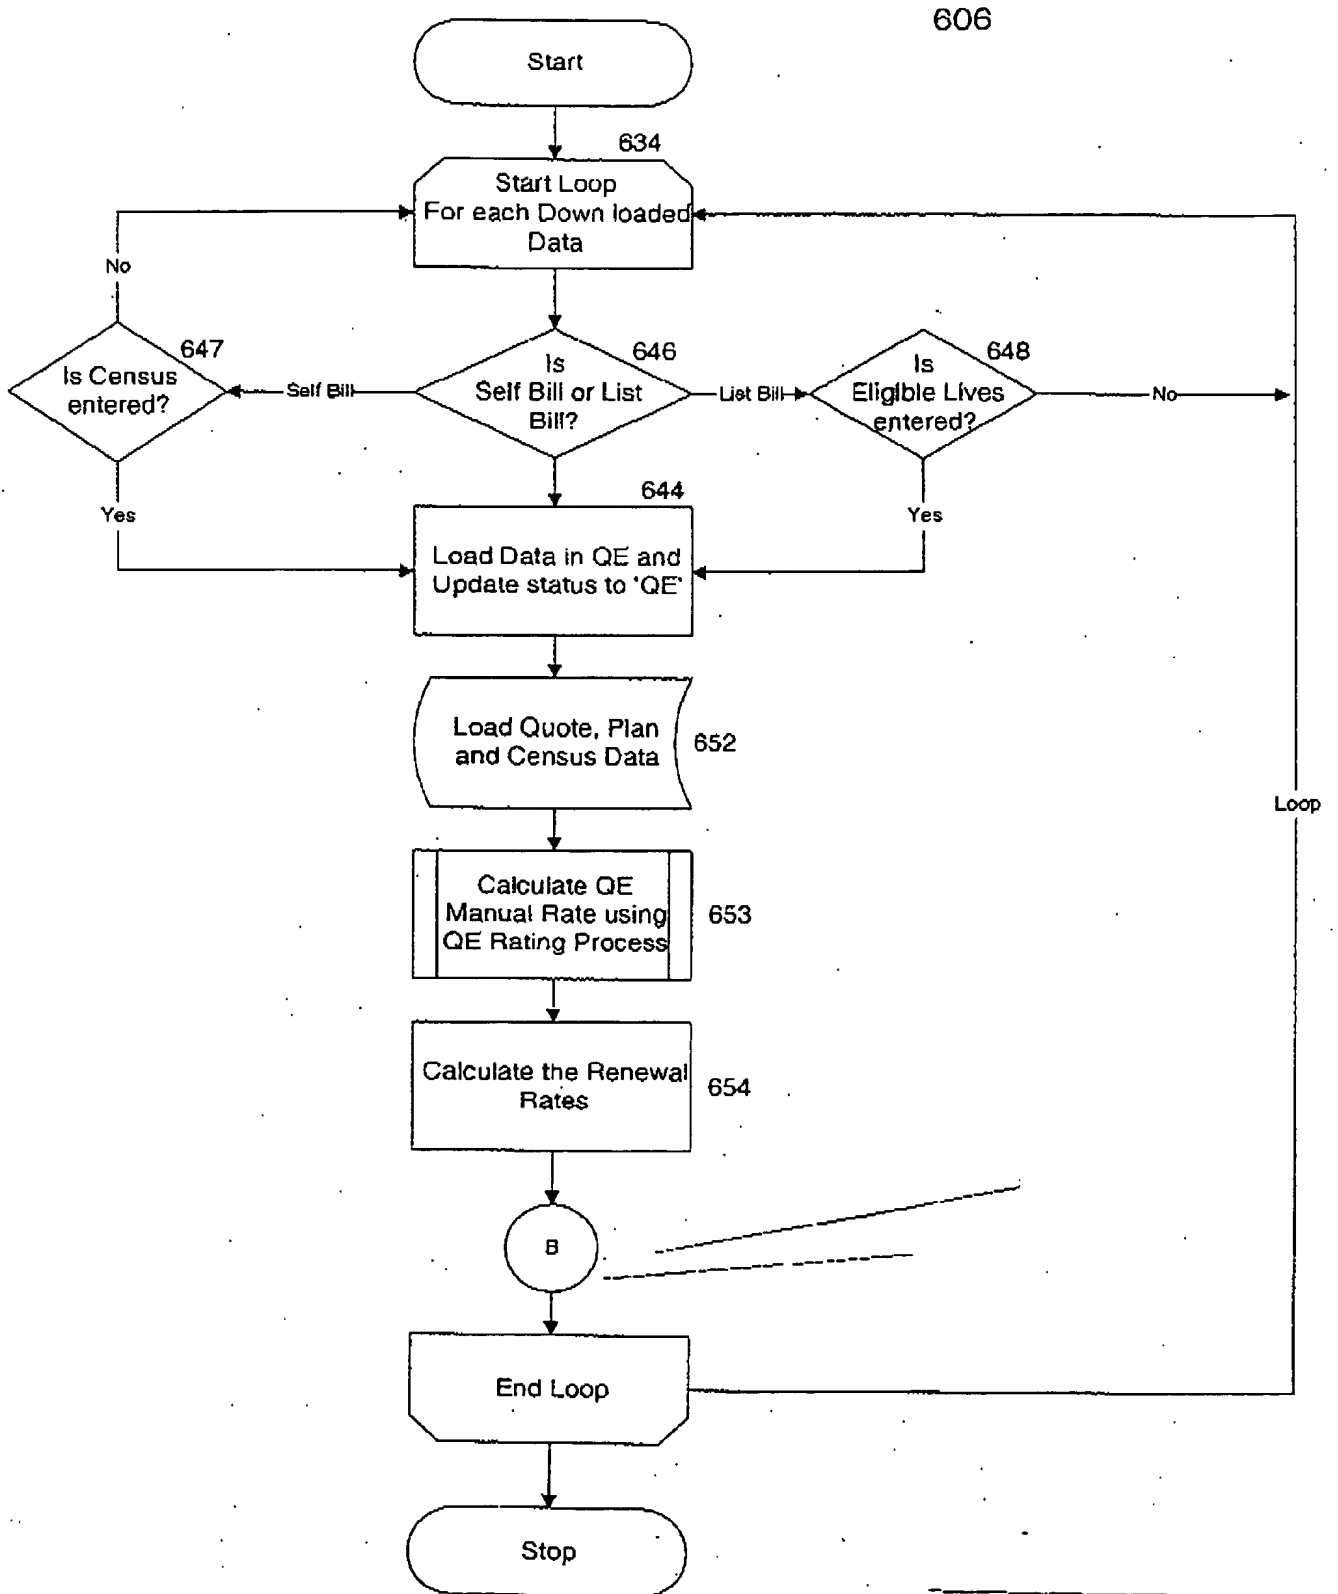 606
Start
634
Start Loop
For each Down loaded
Data
No
647
Is Census
entered?
Self Bill
646
Is
Self Bill or List
Bill?
List Bill
648
Is
Eligible Lives
entered?
No
Yes
644
Load Data in QE and
Update status to 'QE'
Yes
Load Quote, Plan
and Census Data
652
Loop
Calculate QE
Manual Rate using
QE Rating Process
653
Calculate the Renewal
Rates
654
B
End Loop
Stop